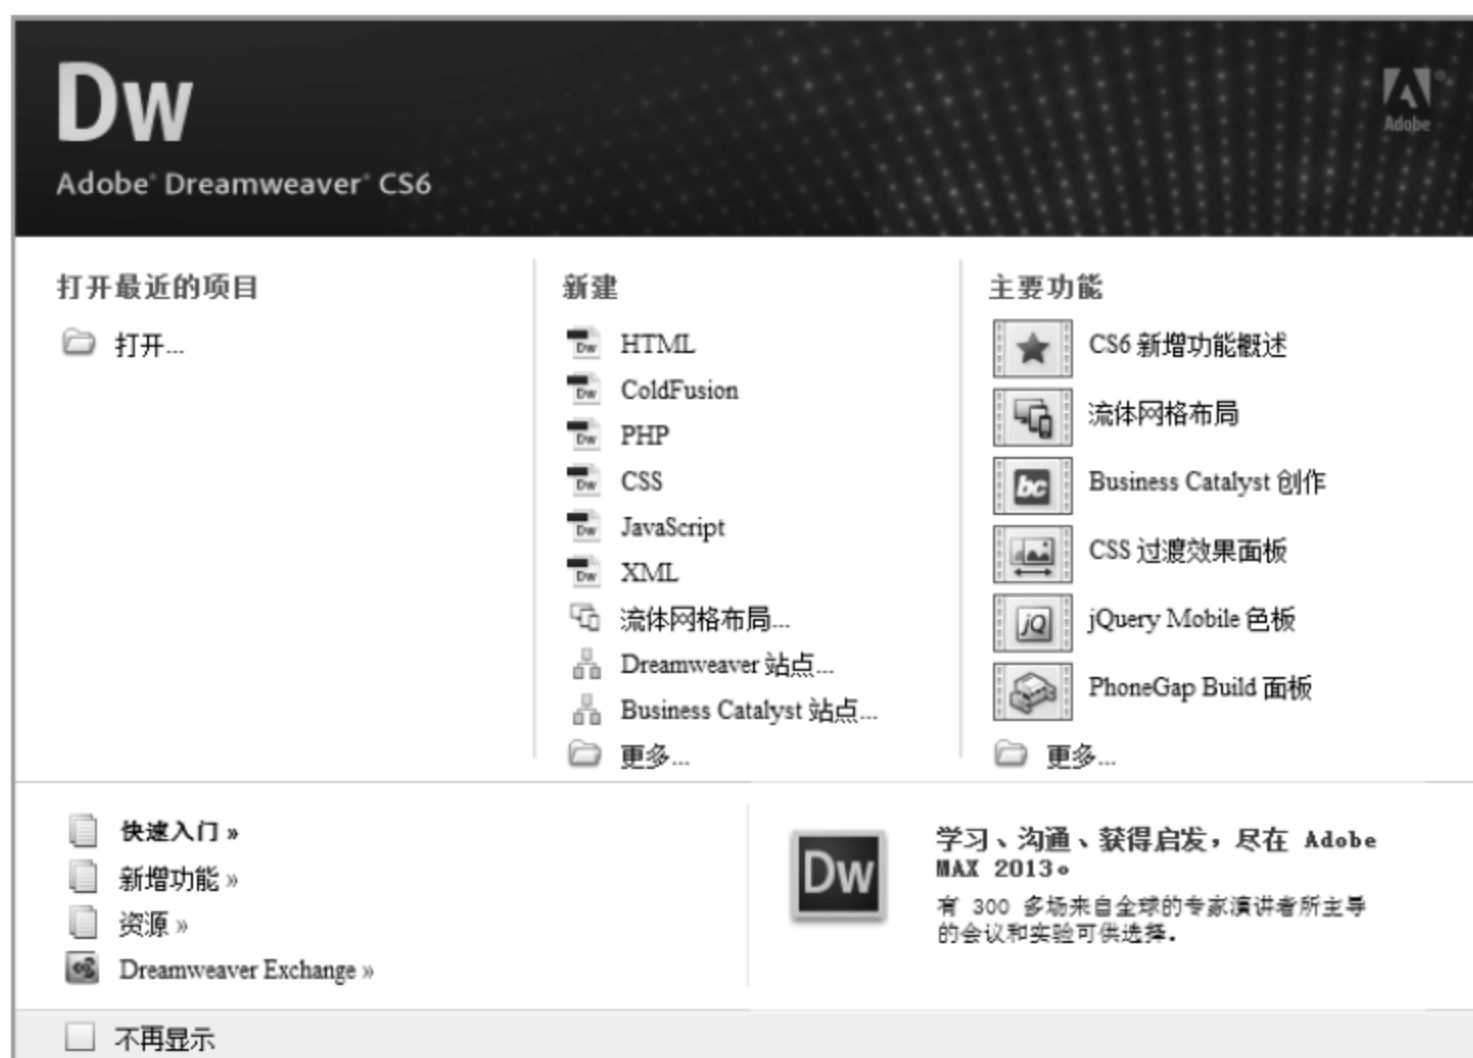 Dw
Adobe
Adobe® Dreamweaver® CS6
打开最近的项目
打开...
新建
HTML
ColdFusion
PHP
CSS
JavaScript
XML
流体网格布局...
Dreamweaver 站点...
Business Catalyst 站点...
更多...
主要功能
CS6 新增功能概述
流体网格布局
Business Catalyst 创作
CSS 过渡效果面板
jQuery Mobile 色板
PhoneGap Build 面板
更多...
快速入门 »
新增功能 »
资源 »
Dreamweaver Exchange »
Dw
学习、沟通、获得启发，尽在 Adobe
MAX 2013。
有 300 多场来自全球的专家演讲者所主导
的会议和实验可供选择.
不再显示